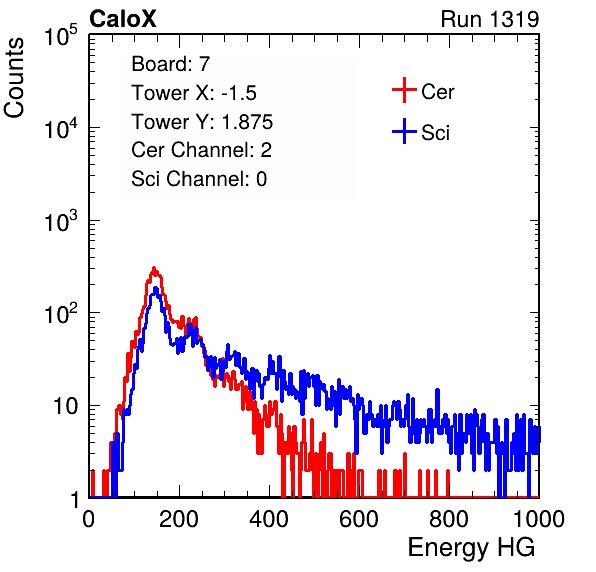 CaloX Run 1319
Counts
Board: 7
Tower X: -1.5
Tower Y: 1.875
Cer Channel: 2
Sci Channel: 0
Cer
Sci
10^5
10^4
10^3
10^2
10
1
0 200 400 600 800 1000
Energy HG